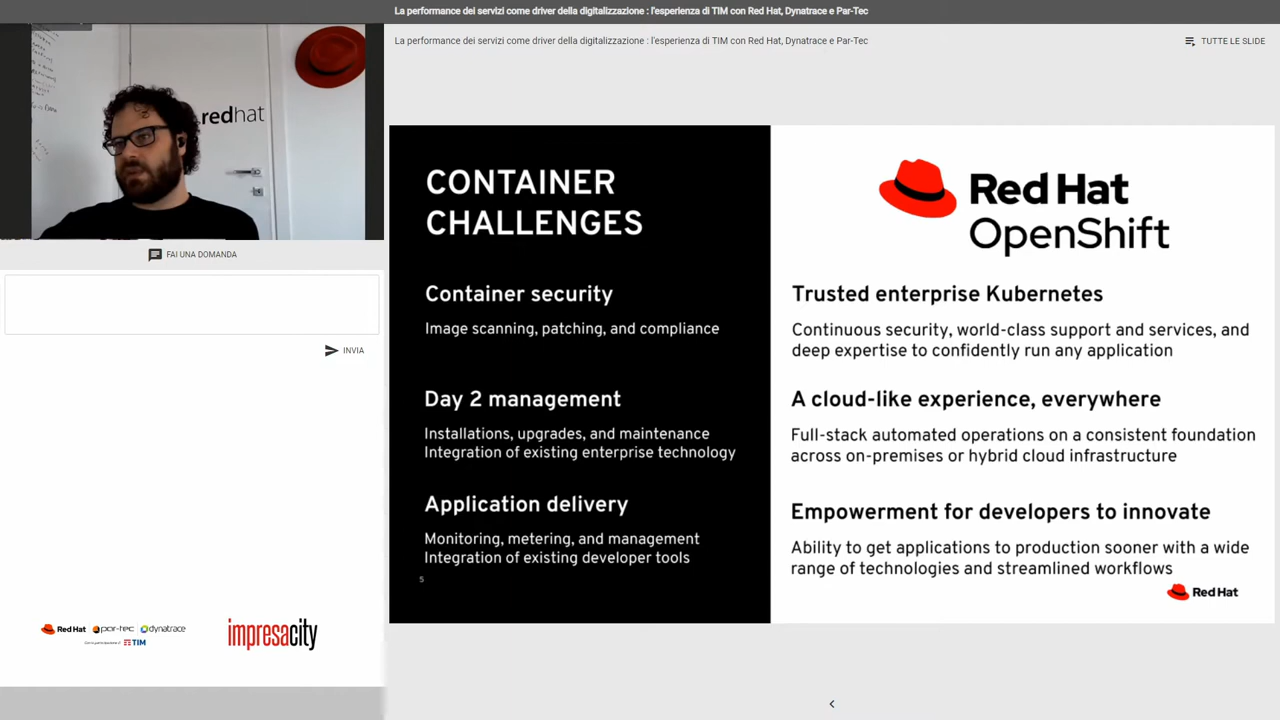 La performance dei servizi come driver della digitalizzazione : l'esperienza di TIM con Red Hat, Dynatrace e Par-Tec
La performance dei servizi come driver della digitalizzazione : l'esperienza di TIM con Red Hat, Dynatrace e Par-Tec
TUTTE LE SLIDE
redhat
FAI UNA DOMANDA
INVIA
CONTAINER
CHALLENGES
Container security
Image scanning, patching, and compliance
Day 2 management
Installations, upgrades, and maintenance
Integration of existing enterprise technology
Application delivery
Monitoring, metering, and management
Integration of existing developer tools
5
Red Hat
OpenShift
Trusted enterprise Kubernetes
Continuous security, world-class support and services, and
deep expertise to confidently run any application
A cloud-like experience, everywhere
Full-stack automated operations on a consistent foundation
across on-premises or hybrid cloud infrastructure
Empowerment for developers to innovate
Ability to get applications to production sooner with a wide
range of technologies and streamlined workflows
Red Hat
Red Hat par-tec dynatrace
TIM
impresacity